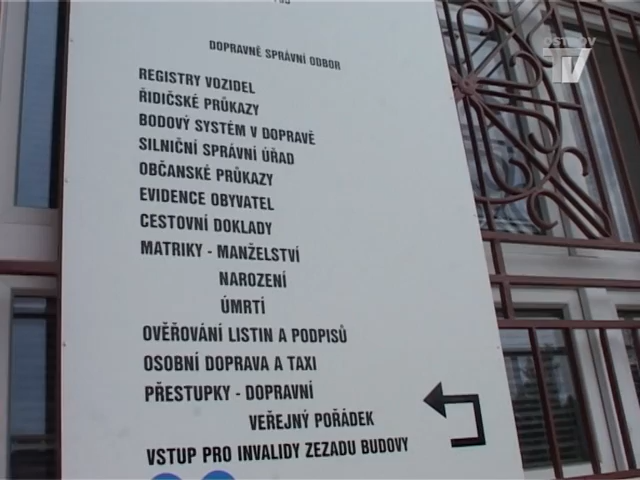 OSTROV
TV
DOPRAVNĚ SPRÁVNÍ ODBOR
REGISTRY VOZIDEL
ŘIDIČSKÉ PRŮKAZY
BODOVÝ SYSTÉM V DOPRAVĚ
SILNIČNÍ SPRÁVNÍ ÚŘAD
OBČANSKÉ PRŮKAZY
EVIDENCE OBYVATEL
CESTOVNÍ DOKLADY
MATRIKY - MANŽELSTVÍ
NAROZENÍ
ÚMRTÍ
OVĚŘOVÁNÍ LISTIN A PODPISŮ
OSOBNÍ DOPRAVA A TAXI
PŘESTUPKY - DOPRAVNÍ
VEŘEJNÝ POŘÁDEK
VSTUP PRO INVALIDY ZEZADU BUDOVY